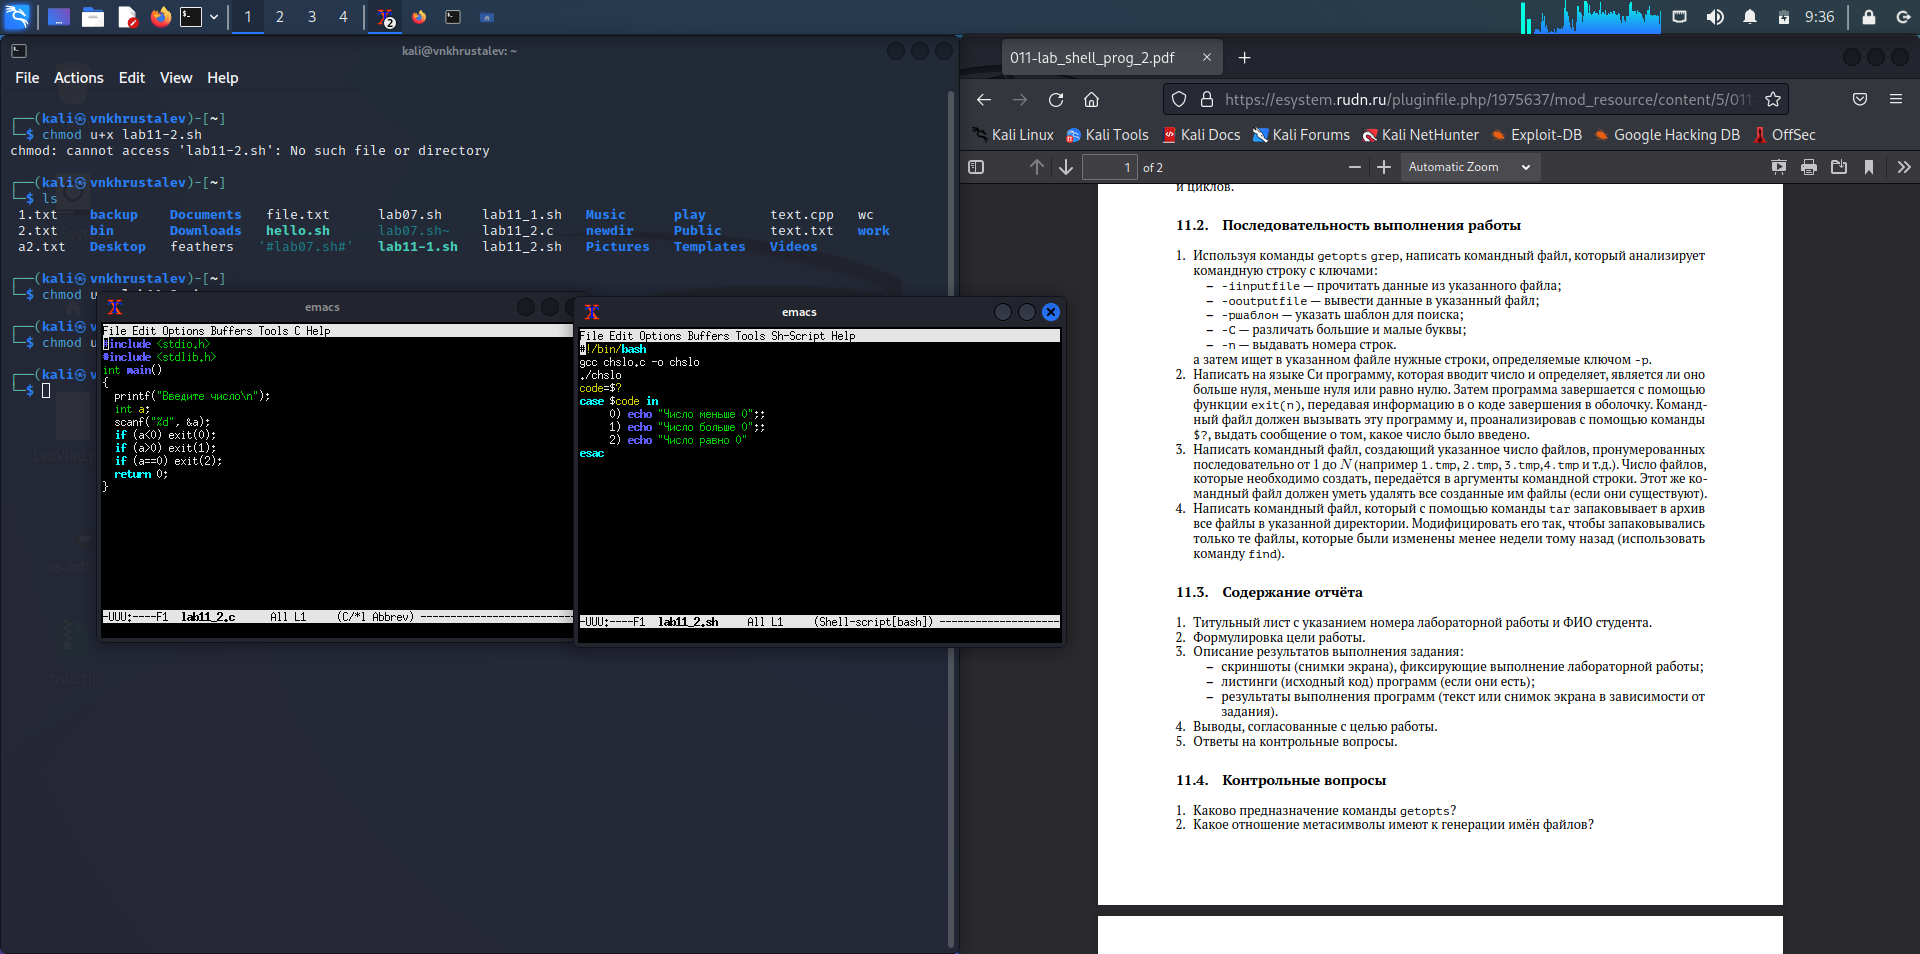 1
2
3
4
2
9:36
kali@vnkhrustalev: ~
File Actions Edit View Help
┌──(kali㉿vnkhrustalev)-[~]
└─$ chmod u+x lab11-2.sh
chmod: cannot access 'lab11-2.sh': No such file or directory
┌──(kali㉿vnkhrustalev)-[~]
└─$ ls
1.txt backup Documents file.txt lab07.sh lab11_1.sh Music play text.cpp wc
2.txt bin Downloads hello.sh lab07.sh~ lab11_2.c newdir Public text.txt work
a2.txt Desktop feathers '#lab07.sh#' lab11-1.sh lab11_2.sh Pictures Templates Videos
┌──(kali㉿vnkhrustalev)-[~]
└─$ chmod u
┌──(kali㉿v
└─$ chmod u
┌──(kali㉿v
└─$
chslo.zip
emacs
File Edit Options Buffers Tools C Help
#include <stdio.h>
#include <stdlib.h>
int main()
{
printf("Введите число\n");
int a;
scanf("%d", &a);
if (a<0) exit(0);
if (a>0) exit(1);
if (a==0) exit(2);
return 0;
}
-UUU:----F1 lab11_2.c All L1 (C/*l Abbrev) --------------------------
emacs
File Edit Options Buffers Tools Sh-Script Help
#!/bin/bash
gcc chslo.c -o chslo
./chslo
code=$?
case $code in
0) echo "Число меньше 0";;
1) echo "Число больше 0";;
2) echo "Число равно 0"
esac
-UUU:----F1 lab11_2.sh All L1 (Shell-script[bash]) --------------------
011-lab_shell_prog_2.pdf
https://esystem.rudn.ru/pluginfile.php/1975637/mod_resource/content/5/011-
Kali Linux Kali Tools Kali Docs Kali Forums Kali NetHunter Exploit-DB Google Hacking DB OffSec
1 of 2 Automatic Zoom
и циклов.
11.2. Последовательность выполнения работы
1. Используя команды getopts grep, написать командный файл, который анализирует
командную строку с ключами:
– -iinputfile — прочитать данные из указанного файла;
– -ooutputfile — вывести данные в указанный файл;
– -pшаблон — указать шаблон для поиска;
– -C — различать большие и малые буквы;
– -n — выдавать номера строк.
а затем ищет в указанном файле нужные строки, определяемые ключом -p.
2. Написать на языке Си программу, которая вводит число и определяет, является ли оно
больше нуля, меньше нуля или равно нулю. Затем программа завершается с помощью
функции exit(n), передавая информацию в о коде завершения в оболочку. Команд-
ный файл должен вызывать эту программу и, проанализировав с помощью команды
$?, выдать сообщение о том, какое число было введено.
3. Написать командный файл, создающий указанное число файлов, пронумерованных
последовательно от 1 до N (например 1.tmp, 2.tmp, 3.tmp,4.tmp и т.д.). Число файлов,
которые необходимо создать, передаётся в аргументы командной строки. Этот же ко-
мандный файл должен уметь удалять все созданные им файлы (если они существуют).
4. Написать командный файл, который с помощью команды tar запаковывает в архив
все файлы в указанной директории. Модифицировать его так, чтобы запаковывались
только те файлы, которые были изменены менее недели тому назад (использовать
команду find).
11.3. Содержание отчёта
1. Титульный лист с указанием номера лабораторной работы и ФИО студента.
2. Формулировка цели работы.
3. Описание результатов выполнения задания:
– скриншоты (снимки экрана), фиксирующие выполнение лабораторной работы;
– листинги (исходный код) программ (если они есть);
– результаты выполнения программ (текст или снимок экрана в зависимости от
задания).
4. Выводы, согласованные с целью работы.
5. Ответы на контрольные вопросы.
11.4. Контрольные вопросы
1. Каково предназначение команды getopts?
2. Какое отношение метасимволы имеют к генерации имён файлов?